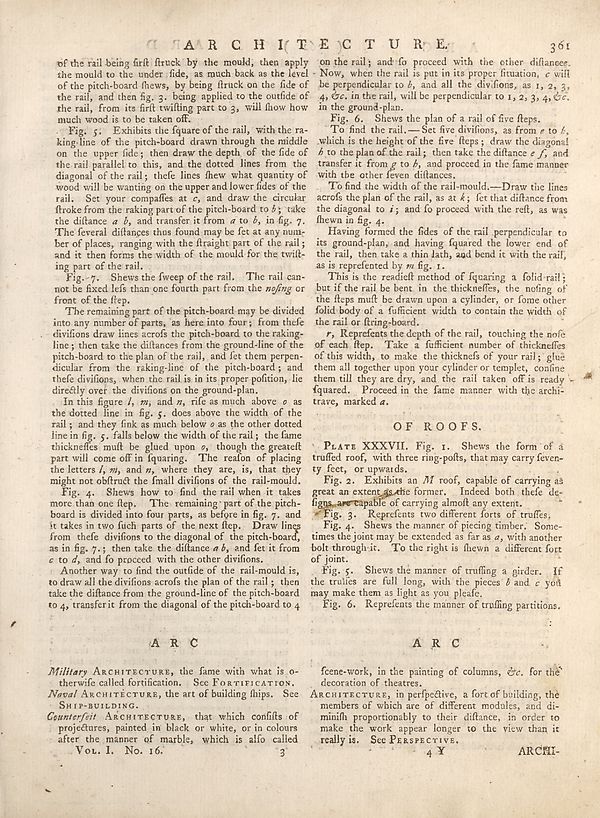 ARCHITECTURE. 361
of the rail being firſt ſtruck by the mould, then apply
the mould to the under ſide, as much back as the level
of the pitch-board ſhews, by being ſtruck on the ſide of
the rail, and then fig. 3. being applied to the outſide of
the rail, from its firſt twiſting part to 3, will ſhow how
much wood is to be taken off.
Fig. 5. Exhibits the ſquare of the rail, with the ra-
king-line of the pitch-board drawn through the middle
on the upper ſide; then draw the depth of the ſide of
the rail parallel to this, and the dotted lines from the
diagonal of the rail; theſe lines ſhew what quantity of
wood will be wanting on the upper and lower ſides of the
rail. Set your compaſſes at c, and draw the circular
ſtroke from the raking part of the pitch-board to b; take
the diſtance a b, and transfer it from a to b, in fig. 7.
The ſeveral diſtances thus found may be ſet at any num-
ber of places, ranging with the ſtraight part of the rail;
and it then forms the width of the mould for the twiſt-
ing part of the rail.
Fig. 7. Shews the ſweep of the rail. The rail can-
not be fixed leſs than one fourth part from the noſing or
front of the ſtep.
The remaining part of the pitch-board may be divided
into any number of parts, as here into four; from theſe
diviſions draw lines acroſs the pitch-board to the raking-
line; then take the diſtances from the ground-line of the
pitch-board to the plan of the rail, and ſet them perpen-
dicular from the raking-line of the pitch-board; and
theſe diviſions, when the rail is in its proper poſition, lie
directly over the diviſions on the ground-plan.
In this figure l, m, and n, riſe as much above o as
the dotted line in fig. 5. does above the width of the
rail; and they ſink as much below o as the other dotted
line in fig. 5. falls below the width of the rail; the ſame
thickneſſes muſt be glued upon o, though the greateſt
part will come off in ſquaring. The reaſon of placing
the letters l, m, and n, where they are, is, that they
might not obſtruct the ſmall diviſions of the rail-mould.
Fig. 4. Shews how to find the rail when it takes
more than one ſtep. The remaining part of the pitch-
board is divided into four parts, as before in fig. 7. and
it takes in two ſuch parts of the next ſtep. Draw lines
from theſe diviſions to the diagonal of the pitch-board,
as in fig. 7.; then take the diſtance a b, and ſet it from
c to d, and ſo proceed with the other diviſions.
Another way to find the outſide of the rail-mould is,
to draw all the diviſions acroſs the plan of the rail; then
take the diſtance from the ground-line of the pitch-board
to 4, transfer it from the diagonal of the pitch-board to 4
on the rail; and ſo proceed with the other diſtances.
Now, when the rail is put in its proper ſituation, c will
be perpendicular to b, and all the diviſions, as 1, 2, 3,
4, &c. in the rail, will be perpendicular to 1, 2, 3, 4, &c.
in the ground-plan.
Fig. 6. Shews the plan of a rail of five ſteps.
To find the rail.—Set five diviſions, as from e to h,
which is the height of the five ſteps; draw the diagonal
h to the plan of the rail; then take the diſtance e f, and
transfer it from g to h, and proceed in the ſame manner
with the other ſeven diſtances.
To find the width of the rail-mould.—Draw the lines
acroſs the plan of the rail, as at k; ſet that diſtance from
the diagonal to i; and ſo proceed with the reſt, as was
ſhewn in fig. 4.
Having formed the ſides of the rail perpendicular to
its ground-plan, and having ſquared the lower end of
the rail, then take a thin lath, and bend it with the rail,
as is repreſented by m fig. 1.
This is the readieſt method of ſquaring a ſolid rail;
but if the rail be bent in the thickneſſes, the noſing of
the ſteps muſt be drawn upon a cylinder, or ſome other
ſolid body of a ſufficient width to contain the width of
the rail or ſtring-board.
r, Repreſents the depth of the rail, touching the noſe
of each ſtep. Take a ſufficient number of thickneſſes
of this width, to make the thickneſs of your rail; glue
them all together upon your cylinder or templet, confine
them till they are dry, and the rail taken off is ready
ſquared. Proceed in the ſame manner with the archi-
trave, marked a.
OF ROOFS.
PLATE XXXVII. Fig. 1. Shews the form of a
truſſed roof, with three ring-poſts, that may carry ſeven-
ty feet, or upwards.
Fig. 2. Exhibits an M roof, capable of carrying as
great an extent as the former. Indeed both theſe de-
ſigns are capable of carrying almoſt any extent.
Fig. 3. Repreſents two different ſorts of truſſes.
Fig. 4. Shews the manner of piecing timber. Some-
times the joint may be extended as far as a, with another
bolt through it. To the right is ſhewn a different ſort
of joint.
Fig. 5. Shews the manner of truſſing a girder. If
the truſſes are full long, with the pieces b and c you
may make them as light as you pleaſe.
Fig. 6. Repreſents the manner of truſſing partitions.
ARC
Military ARCHITECTURE, the ſame with what is o-
therwiſe called fortification. See FORTIFICATION.
Naval ARCHITECTURE, the art of building ſhips. See
SHIP-BUILDING.
Counterfeit ARCHITECTURE, that which conſiſts of
projectures, painted in black or white, or in colours
after the manner of marble, which is alſo called
VOL. I. No. 16. 3
ARC
ſcene-work, in the painting of columns, &c. for the
decoration of theatres.
ARCHITECTURE, in perſpective, a ſort of building, the
members of which are of different modules, and di-
miniſh proportionably to their diſtance, in order to
make the work appear longer to the view than it
really is. See PERSPECTIVE.
4 Y ARCHI-